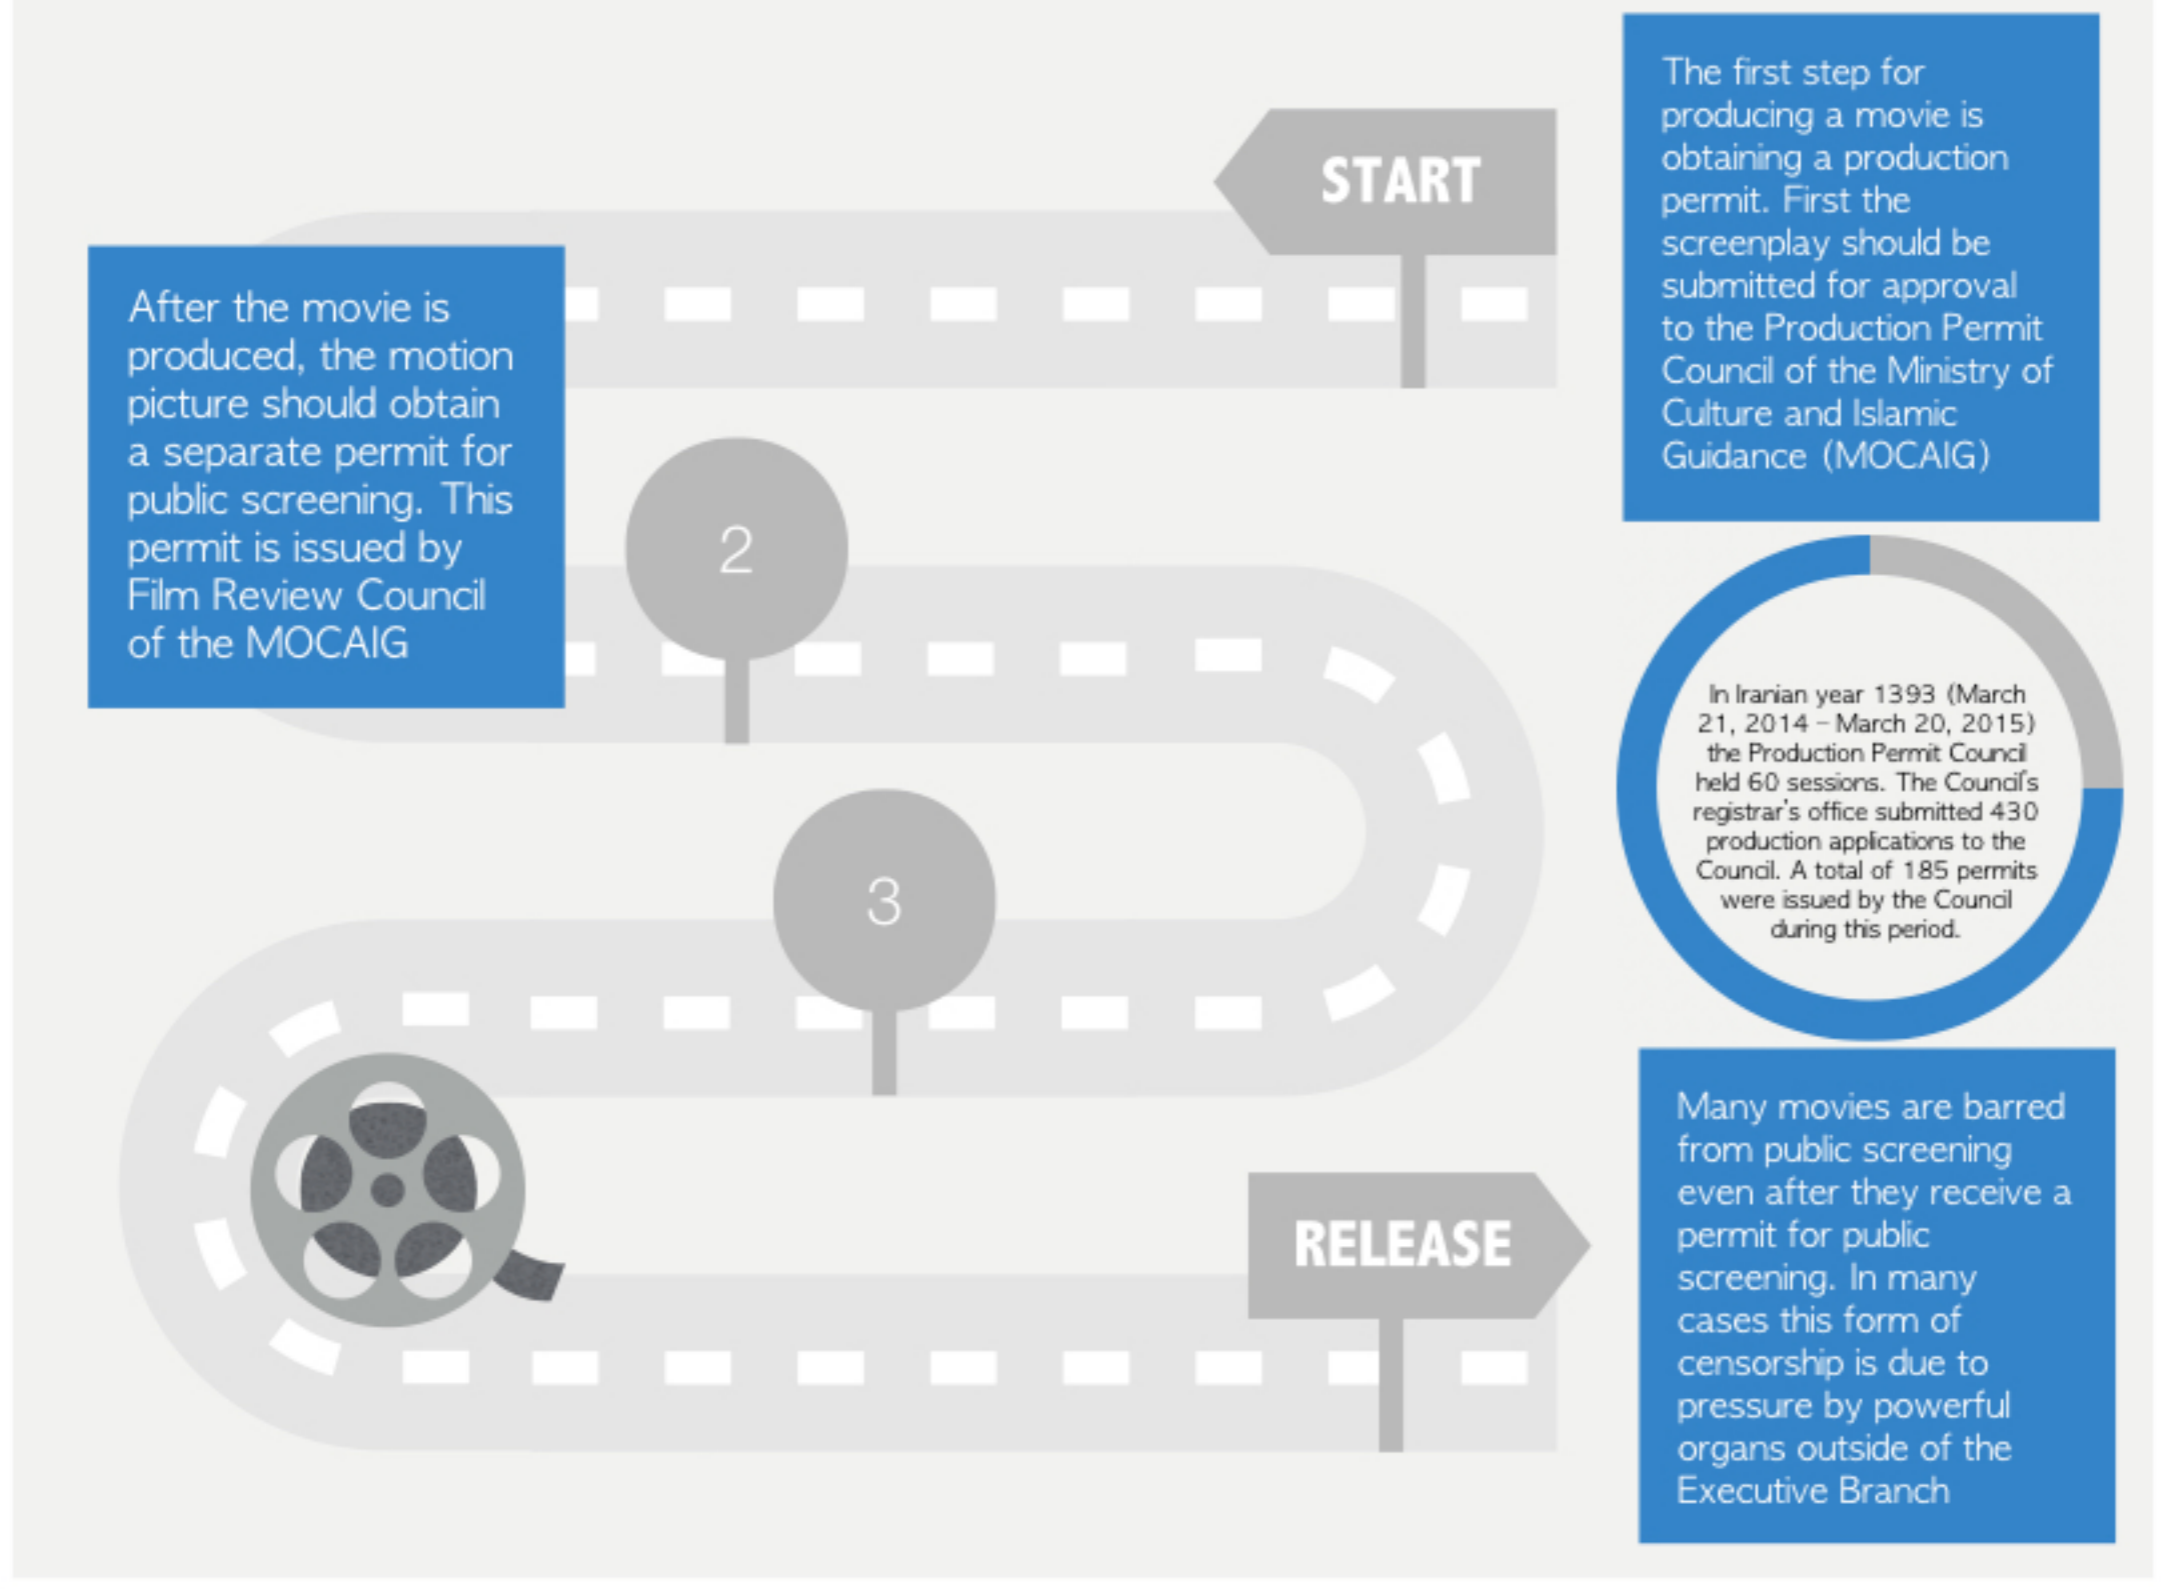 START
The first step for
producing a movie is
obtaining a production
permit. First the
screenplay should be
submitted for approval
to the Production Permit
Council of the Ministry of
Culture and Islamic
Guidance (MOCAIG)
After the movie is
produced, the motion
picture should obtain
a separate permit for
public screening. This
permit is issued by
Film Review Council
of the MOCAIG
2
In Iranian year 1393 (March
21, 2014 – March 20, 2015)
the Production Permit Council
held 60 sessions. The Council's
registrar's office submitted 430
production applications to the
Council. A total of 185 permits
were issued by the Council
during this period.
3
RELEASE
Many movies are barred
from public screening
even after they receive a
permit for public
screening. In many
cases this form of
censorship is due to
pressure by powerful
organs outside of the
Executive Branch